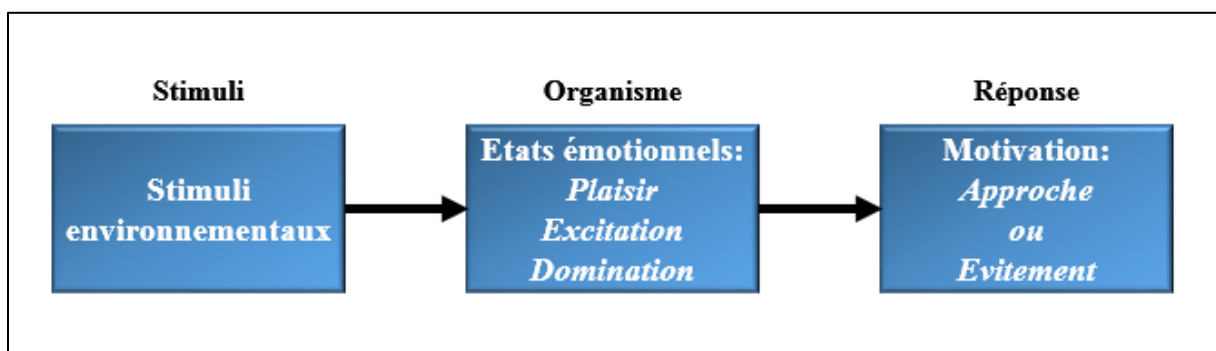 Stimuli
Organisme
Réponse
Stimuli
environnementaux
Etats émotionnels:
Plaisir
Excitation
Domination
Motivation:
Approche
ou
Evitement